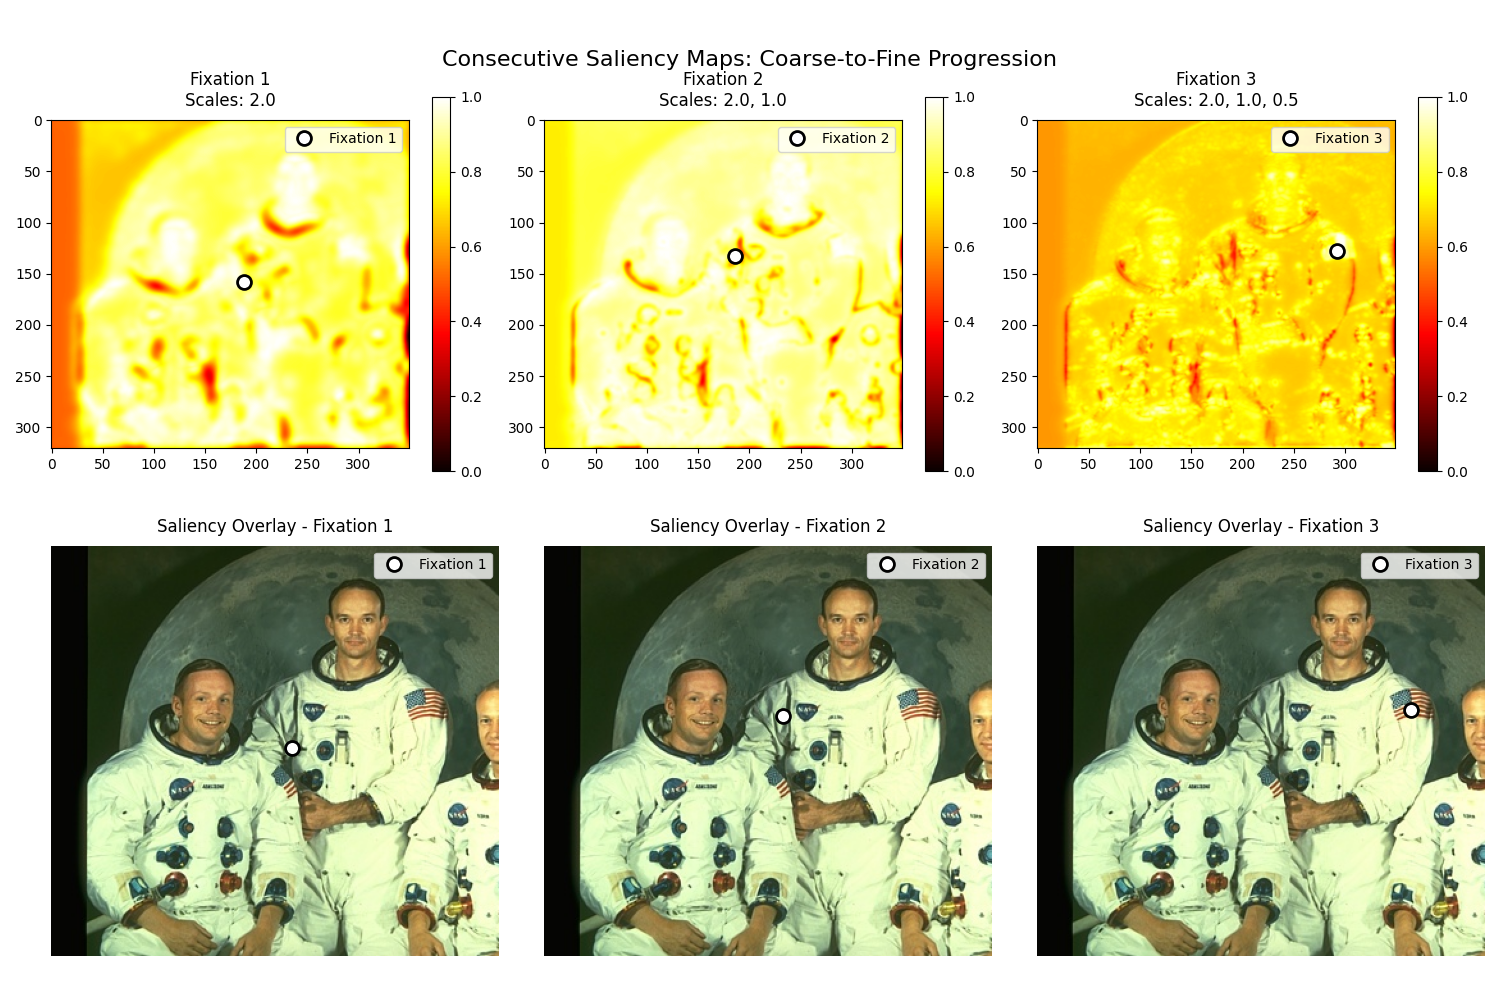 Consecutive Saliency Maps: Coarse-to-Fine Progression
Fixation 1
Scales: 2.0
Fixation 2
Scales: 2.0, 1.0
Fixation 3
Scales: 2.0, 1.0, 0.5
Fixation 1
0
50
100
150
200
250
300
0 50 100 150 200 250 300
1.0
0.8
0.6
0.4
0.2
0.0
Fixation 2
0
50
100
150
200
250
300
0 50 100 150 200 250 300
1.0
0.8
0.6
0.4
0.2
0.0
Fixation 3
0
50
100
150
200
250
300
0 50 100 150 200 250 300
1.0
0.8
0.6
0.4
0.2
0.0
Saliency Overlay - Fixation 1
Fixation 1
NASA
Saliency Overlay - Fixation 2
Fixation 2
NASA
Saliency Overlay - Fixation 3
Fixation 3
NASA